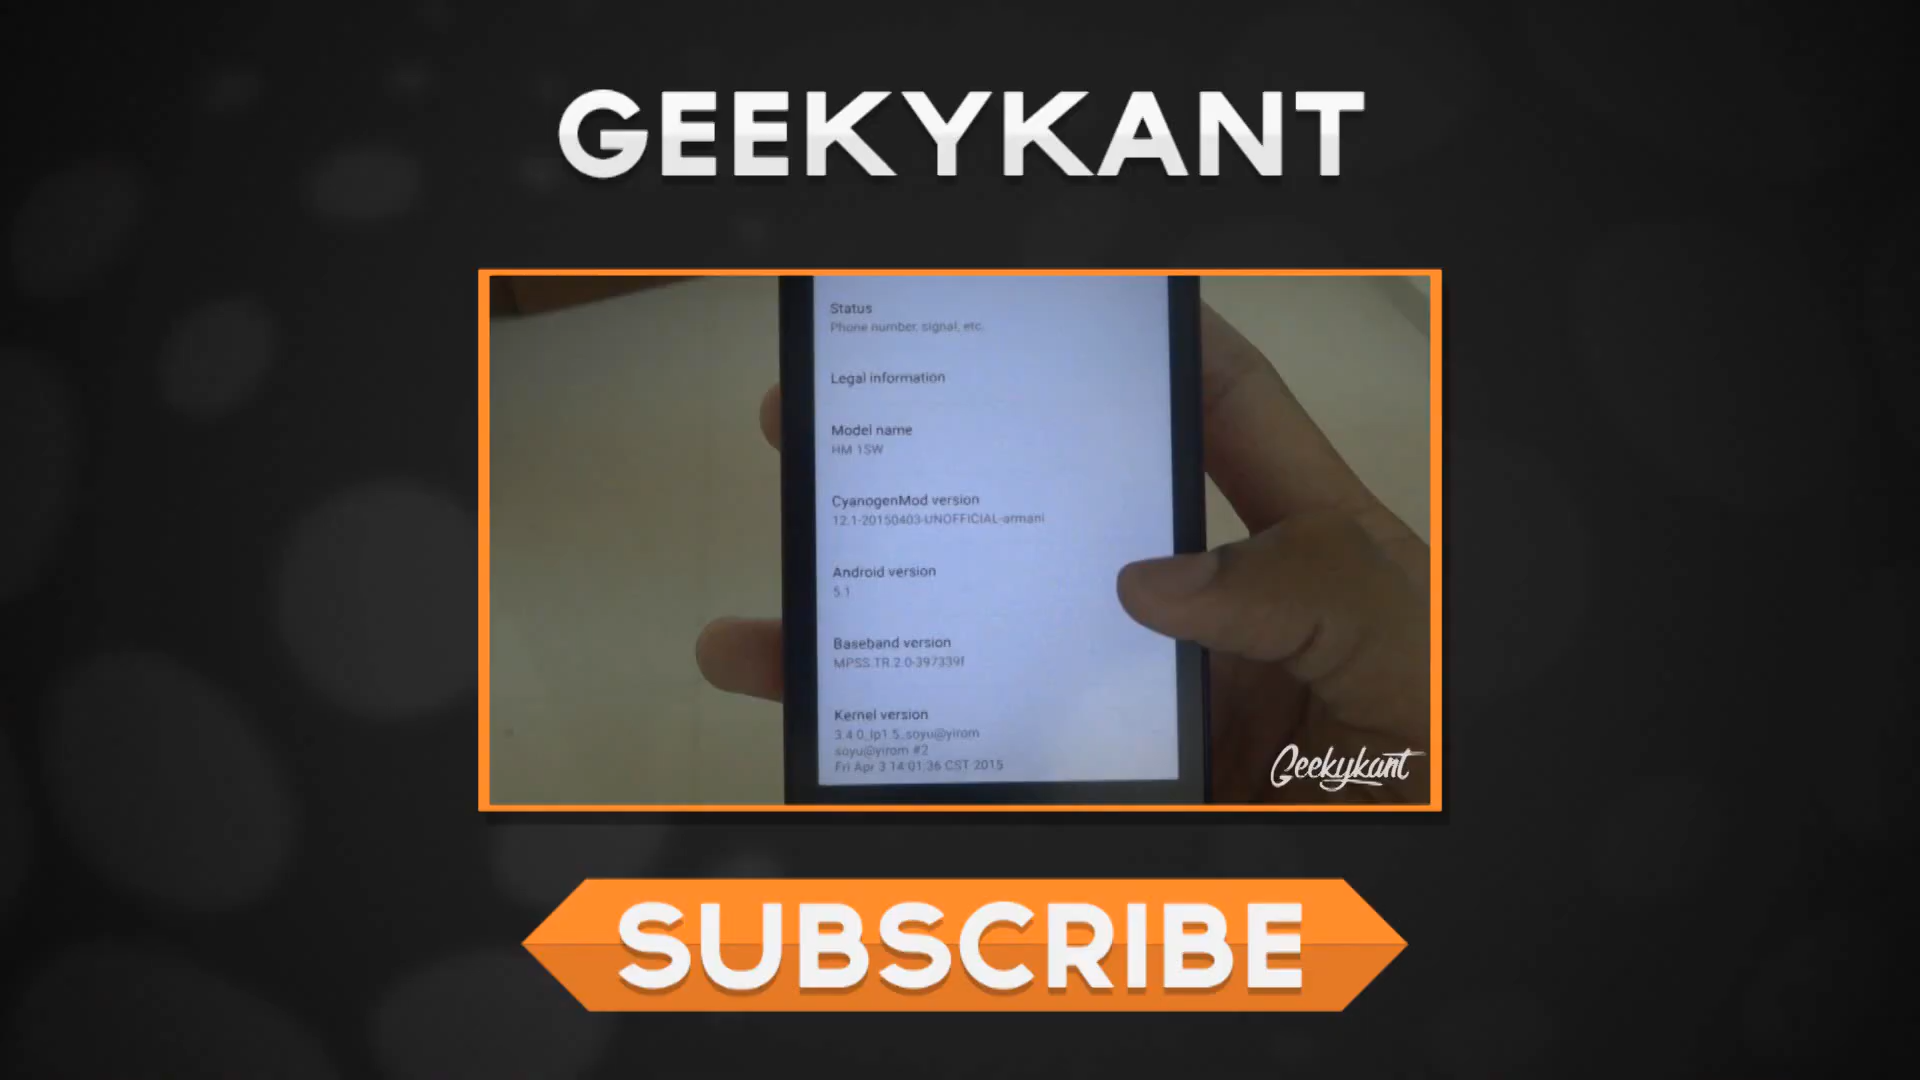 GEEKYKANT
Status
Phone number, signal, etc.
Legal information
Model name
HM 1SW
CyanogenMod version
12.1-20150403-UNOFFICIAL-armani
Android version
5.1
Baseband version
MPSS.TR.2.0-397339f
Kernel version
3.4.0_lp1.5_soyu@yirom
soyu@yirom #2
Fri Apr 3 14:01:36 CST 2015
Geekykant
SUBSCRIBE